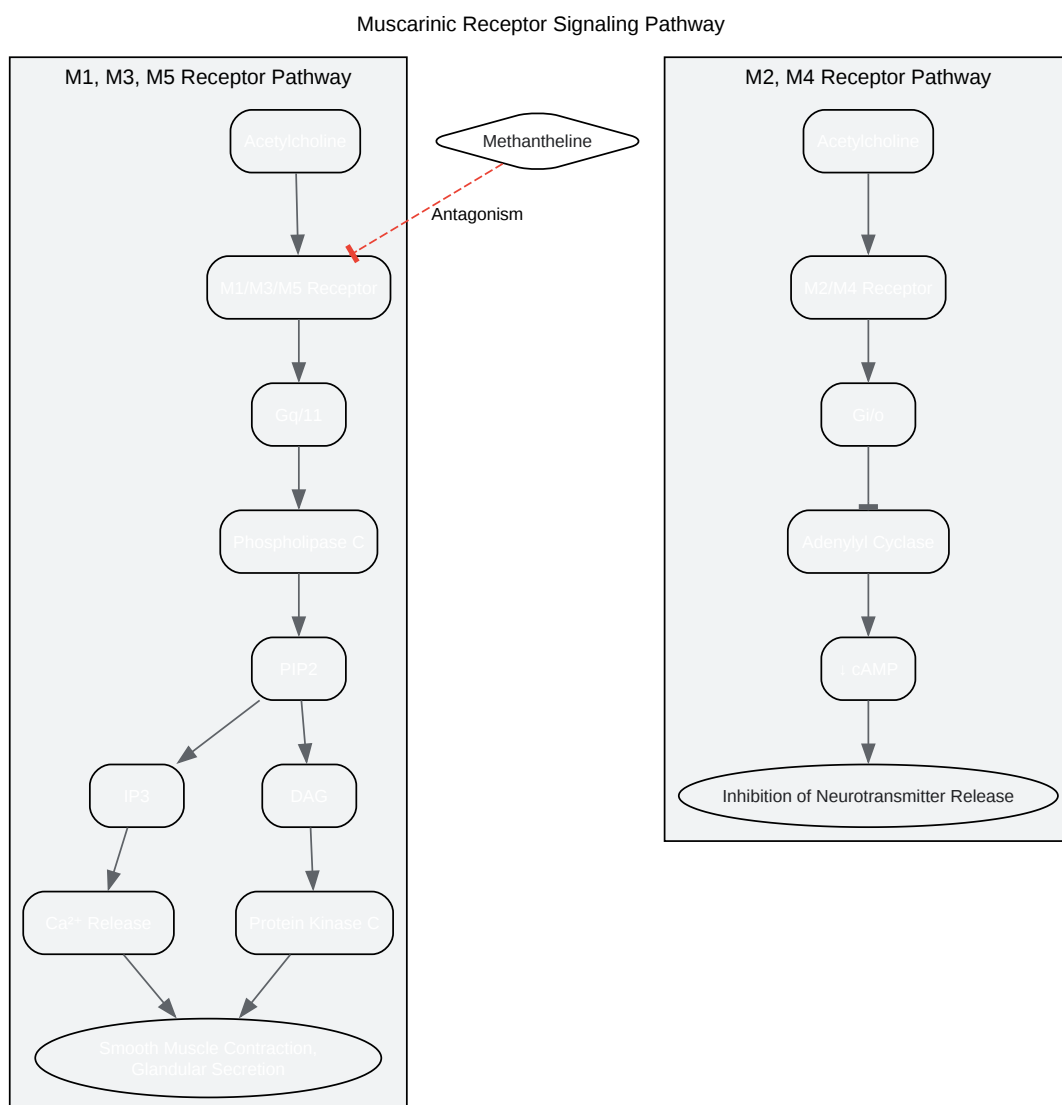 Muscarinic Receptor Signaling Pathway
M1, M3, M5 Receptor Pathway
Acetylcholine
Methantheline
Antagonism
M1/M3/M5 Receptor
Gq/11
Phospholipase C
PIP2
IP3
DAG
Ca²⁺ Release
Protein Kinase C
Smooth Muscle Contraction,
Glandular Secretion
M2, M4 Receptor Pathway
Acetylcholine
M2/M4 Receptor
Gi/o
Adenylyl Cyclase
↓ cAMP
Inhibition of Neurotransmitter Release